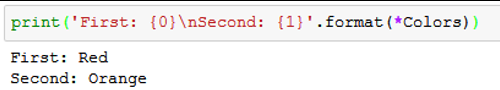 print('First: {0}\nSecond: {1}'.format(*Colors))
First: Red
Second: Orange